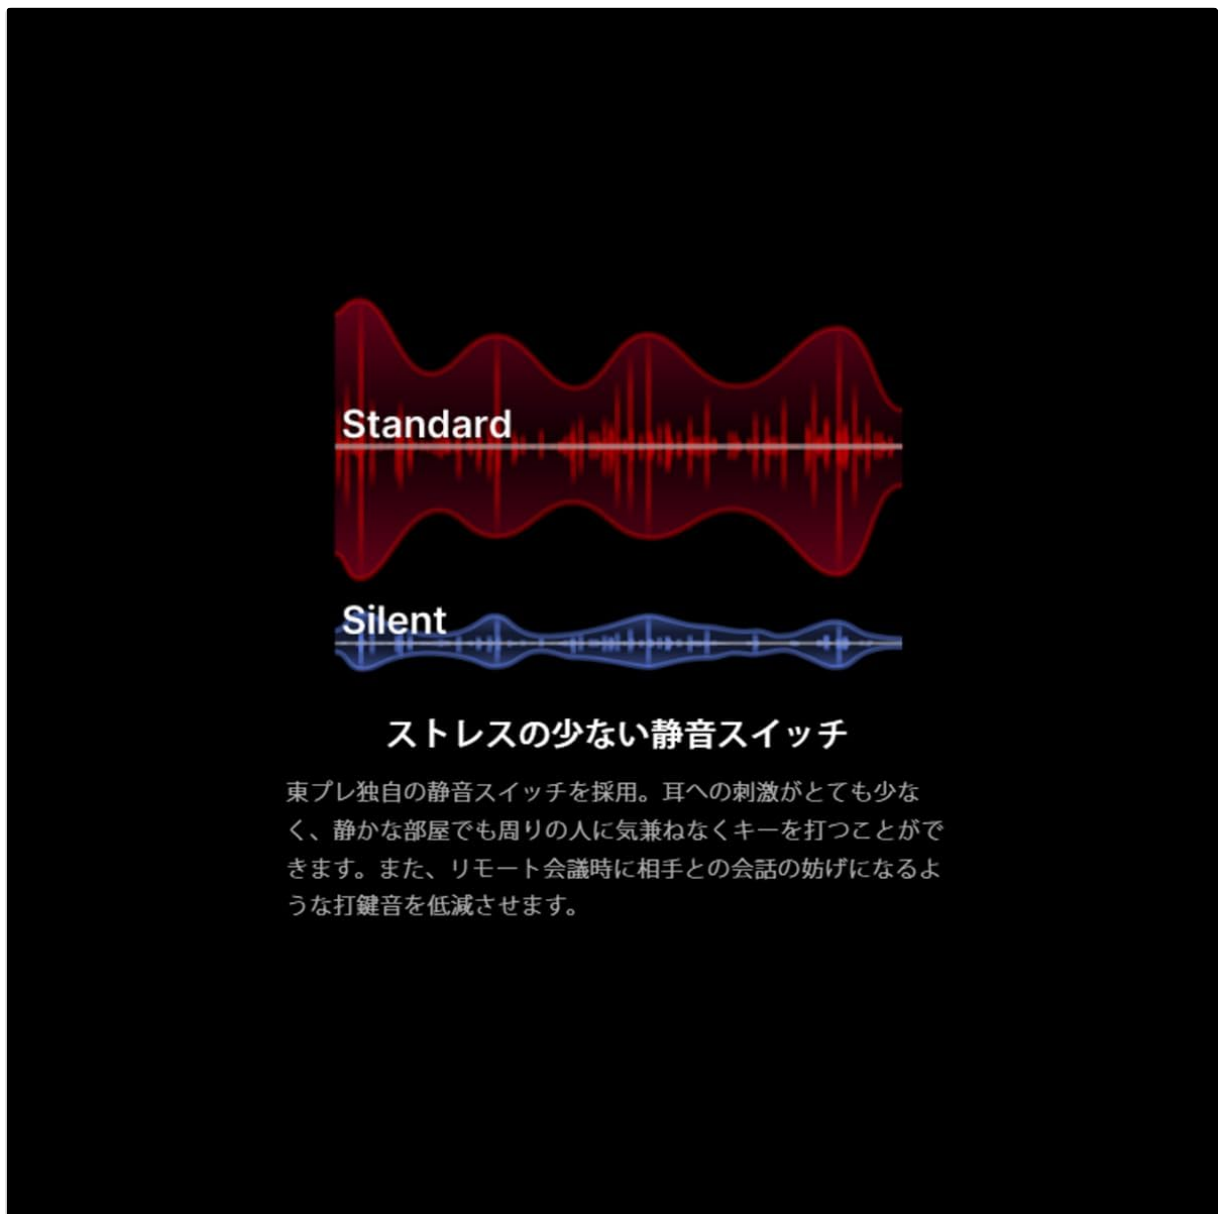 Standard
Silent
ストレスの少ない静音スイッチ
東プレ独自の静音スイッチを採用。耳への刺激がとても少な
く、静かな部屋でも周りの人に気兼ねなくキーを打つことがで
きます。また、リモート会議時に相手との会話の妨げになるよ
うな打鍵音を低減させます。